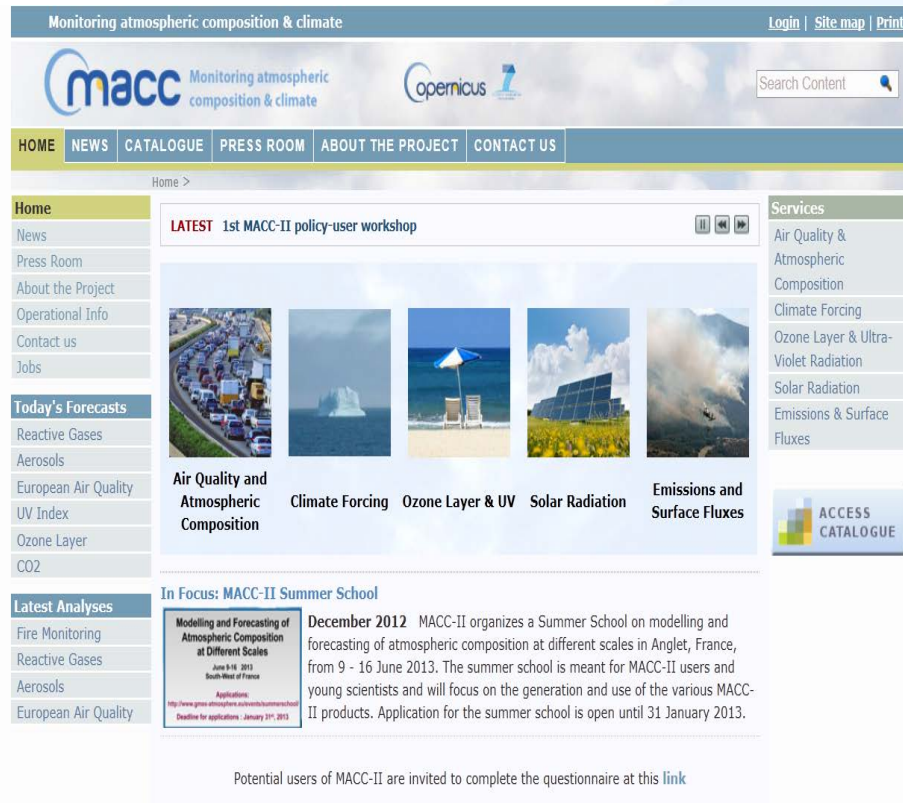 Monitoring atmospheric composition & climate
Login | Site map | Print
macc Monitoring atmospheric
composition & climate
Copernicus
Search Content
HOME NEWS CATALOGUE PRESS ROOM ABOUT THE PROJECT CONTACT US
Home >
Home
News
Press Room
About the Project
Operational Info
Contact us
Jobs
Today's Forecasts
Reactive Gases
Aerosols
European Air Quality
UV Index
Ozone Layer
CO2
Latest Analyses
Fire Monitoring
Reactive Gases
Aerosols
European Air Quality
LATEST 1st MACC-II policy-user workshop
Air Quality and
Atmospheric
Composition
Climate Forcing
Ozone Layer & UV
Solar Radiation
Emissions and
Surface Fluxes
In Focus: MACC-II Summer School
Modelling and Forecasting of
Atmospheric Composition
at Different Scales
June 9-16 2013
South-West of France
Applications:
http://www.gmes-atmosphere.eu/events/summerschool/
Deadline for applications : January 31st, 2013
December 2012 MACC-II organizes a Summer School on modelling and
forecasting of atmospheric composition at different scales in Anglet, France,
from 9 - 16 June 2013. The summer school is meant for MACC-II users and
young scientists and will focus on the generation and use of the various MACC-
II products. Application for the summer school is open until 31 January 2013.
Potential users of MACC-II are invited to complete the questionnaire at this link
Services
Air Quality &
Atmospheric
Composition
Climate Forcing
Ozone Layer & Ultra-
Violet Radiation
Solar Radiation
Emissions & Surface
Fluxes
ACCESS
CATALOGUE